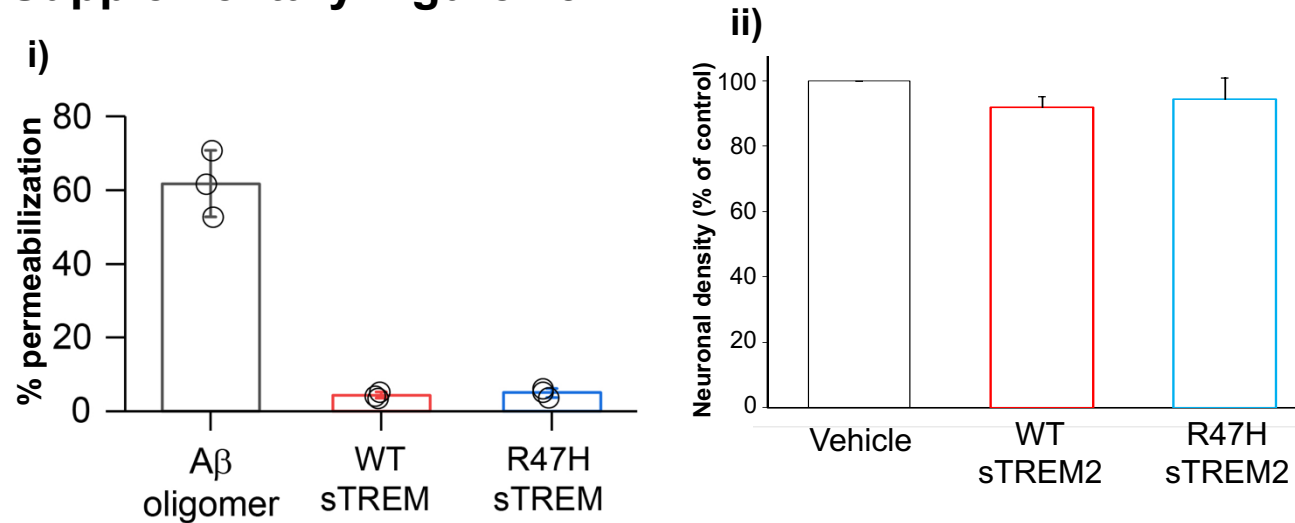 i)
% permeabilization
80
60
40
20
0
Aβ
oligomer
WT
sTREM
R47H
sTREM
ii)
Neuronal density (% of control)
100
80
60
40
20
0
Vehicle
WT
sTREM2
R47H
sTREM2